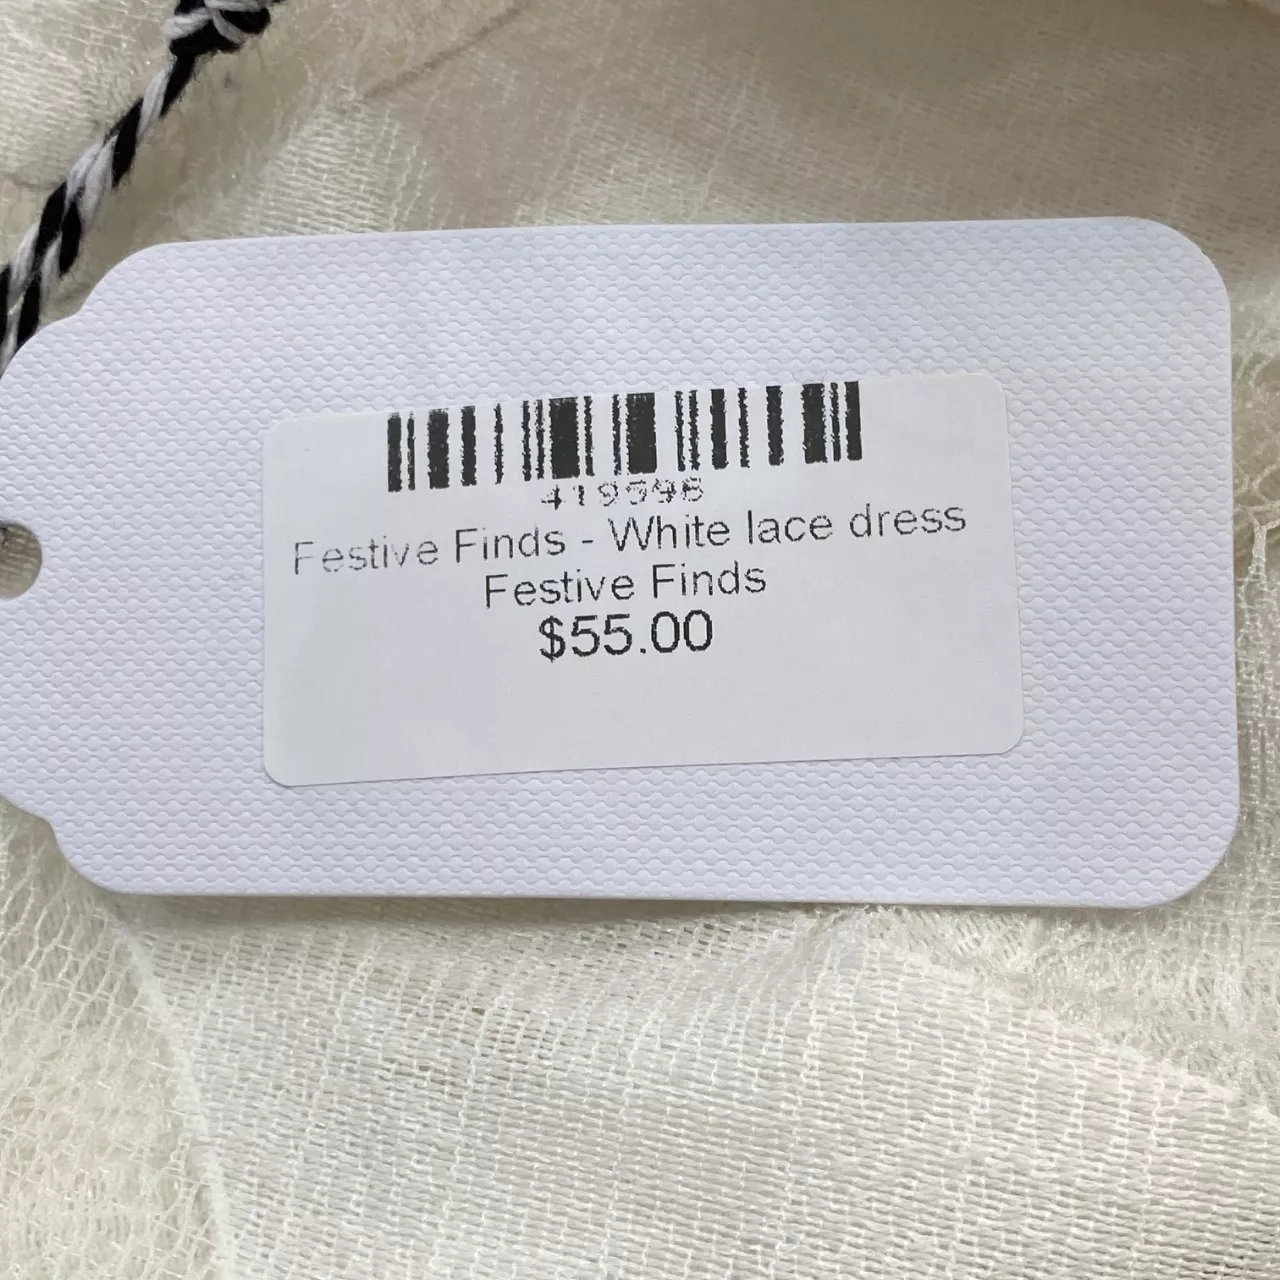 419598
Festive Finds - White lace dress
Festive Finds
$55.00